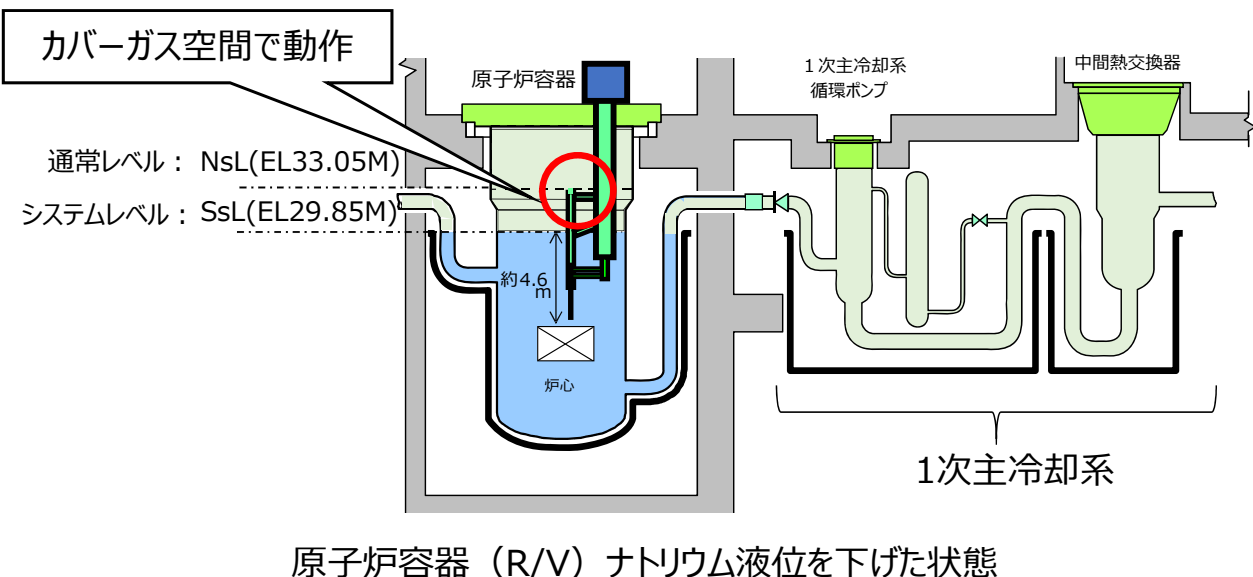 カバーガス空間で動作
原子炉容器
１次主冷却系
循環ポンプ
中間熱交換器
通常レベル： NsL(EL33.05M)
システムレベル： SsL(EL29.85M)
約4.6
m
炉心
1次主冷却系
原子炉容器（R/V）ナトリウム液位を下げた状態